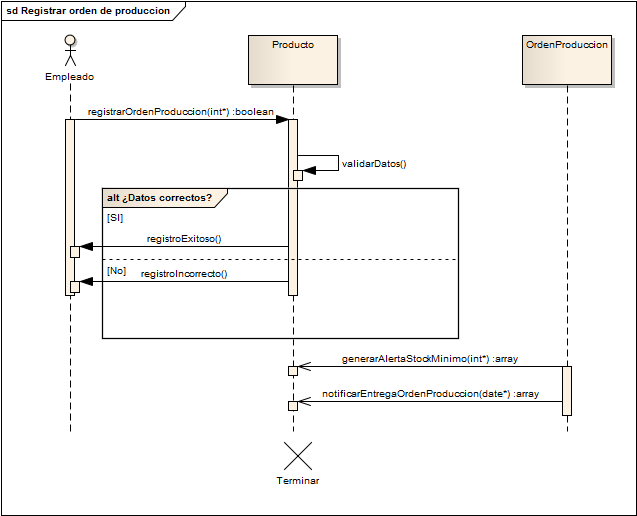 sd Registrar orden de produccion
Empleado
Producto
OrdenProduccion
registrarOrdenProduccion(int*) :boolean
validarDatos()
alt ¿Datos correctos?
[SI]
registroExitoso()
[No]
registroIncorrecto()
generarAlertaStockMinimo(int*) :array
notificarEntregaOrdenProduccion(date*) :array
Terminar